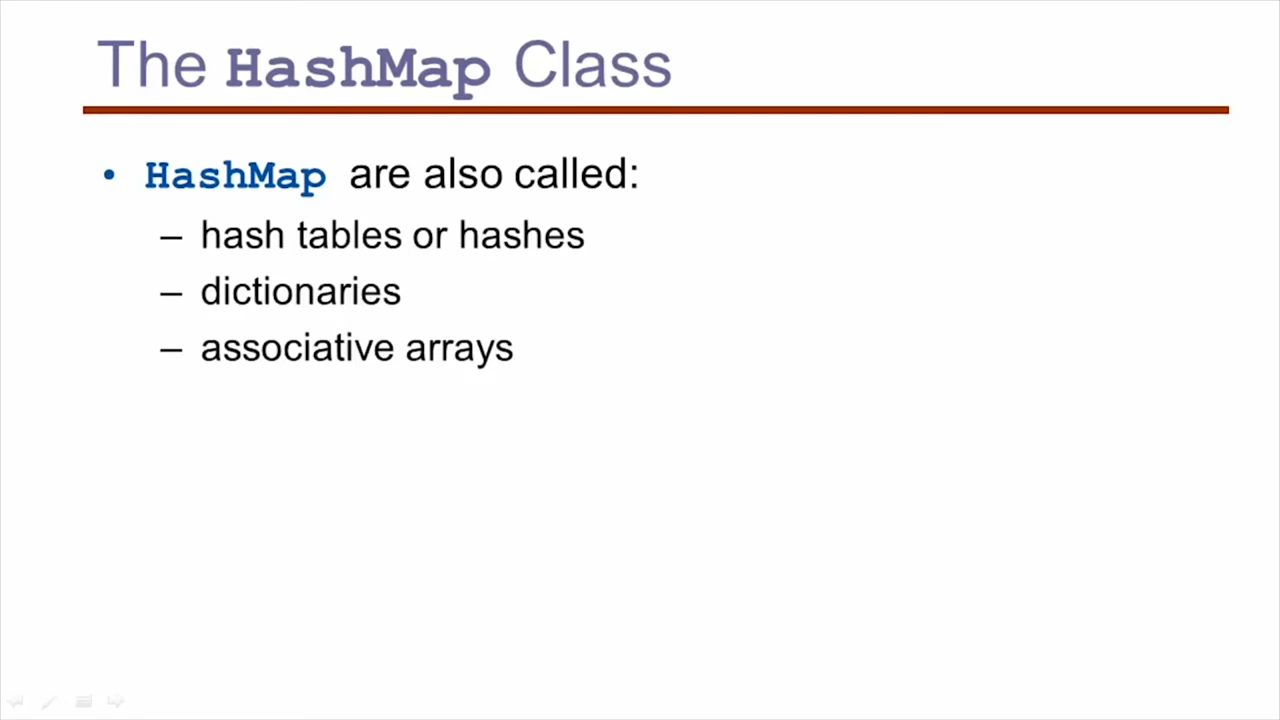 The HashMap Class
• HashMap are also called:
– hash tables or hashes
– dictionaries
– associative arrays